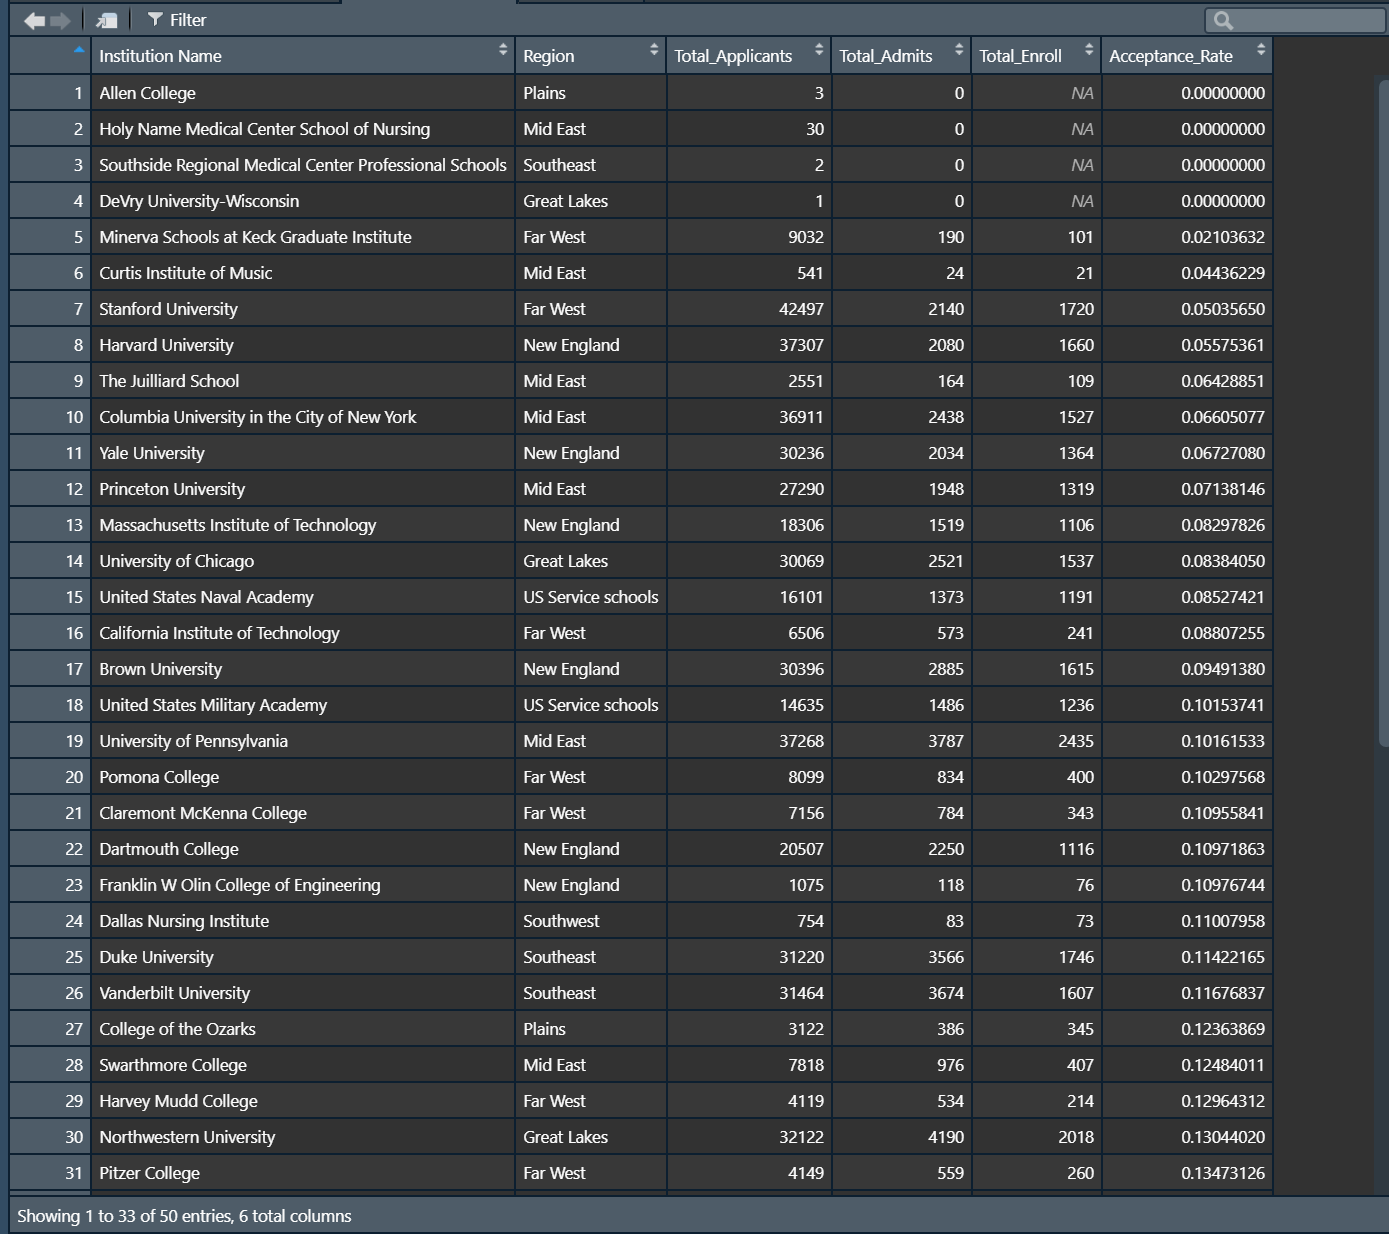 Filter
Institution Name Region Total_Applicants Total_Admits Total_Enroll Acceptance_Rate
1 Allen College Plains 3 0 NA 0.00000000
2 Holy Name Medical Center School of Nursing Mid East 30 0 NA 0.00000000
3 Southside Regional Medical Center Professional Schools Southeast 2 0 NA 0.00000000
4 DeVry University-Wisconsin Great Lakes 1 0 NA 0.00000000
5 Minerva Schools at Keck Graduate Institute Far West 9032 190 101 0.02103632
6 Curtis Institute of Music Mid East 541 24 21 0.04436229
7 Stanford University Far West 42497 2140 1720 0.05035650
8 Harvard University New England 37307 2080 1660 0.05575361
9 The Juilliard School Mid East 2551 164 109 0.06428851
10 Columbia University in the City of New York Mid East 36911 2438 1527 0.06605077
11 Yale University New England 30236 2034 1364 0.06727080
12 Princeton University Mid East 27290 1948 1319 0.07138146
13 Massachusetts Institute of Technology New England 18306 1519 1106 0.08297826
14 University of Chicago Great Lakes 30069 2521 1537 0.08384050
15 United States Naval Academy US Service schools 16101 1373 1191 0.08527421
16 California Institute of Technology Far West 6506 573 241 0.08807255
17 Brown University New England 30396 2885 1615 0.09491380
18 United States Military Academy US Service schools 14635 1486 1236 0.10153741
19 University of Pennsylvania Mid East 37268 3787 2435 0.10161533
20 Pomona College Far West 8099 834 400 0.10297568
21 Claremont McKenna College Far West 7156 784 343 0.10955841
22 Dartmouth College New England 20507 2250 1116 0.10971863
23 Franklin W Olin College of Engineering New England 1075 118 76 0.10976744
24 Dallas Nursing Institute Southwest 754 83 73 0.11007958
25 Duke University Southeast 31220 3566 1746 0.11422165
26 Vanderbilt University Southeast 31464 3674 1607 0.11676837
27 College of the Ozarks Plains 3122 386 345 0.12363869
28 Swarthmore College Mid East 7818 976 407 0.12484011
29 Harvey Mudd College Far West 4119 534 214 0.12964312
30 Northwestern University Great Lakes 32122 4190 2018 0.13044020
31 Pitzer College Far West 4149 559 260 0.13473126
Showing 1 to 33 of 50 entries, 6 total columns